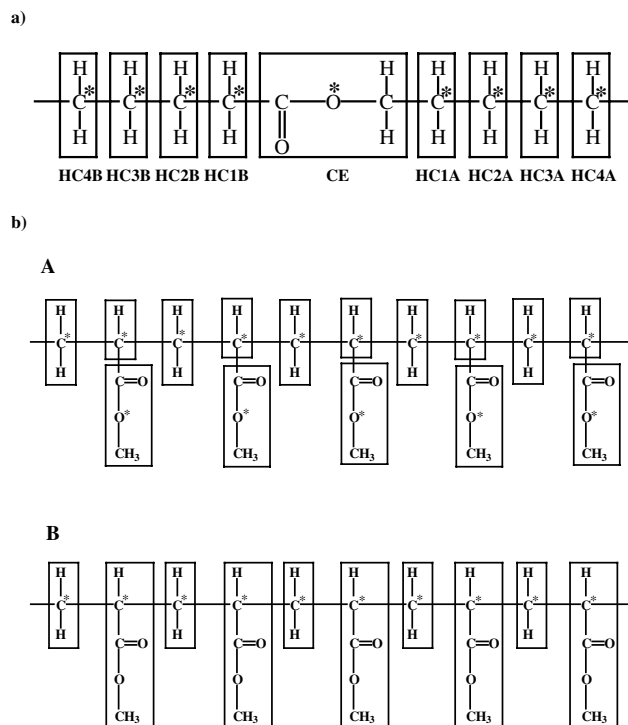 a)
H H H H H H H H H
C* C* C* C* C O* C C* C* C* C*
H H H H O H H H H H
HC4B HC3B HC2B HC1B CE HC1A HC2A HC3A HC4A
b)
A
H H H H H H H H H H
C* C* C* C* C* C* C* C* C* C*
H H H H H
C=O C=O C=O C=O C=O
O* O* O* O* O*
CH3 CH3 CH3 CH3 CH3
B
H H H H H H H H H H
C* C* C* C* C* C* C* C* C* C*
H H H H H
C=O C=O C=O C=O C=O
O O O O O
CH3 CH3 CH3 CH3 CH3